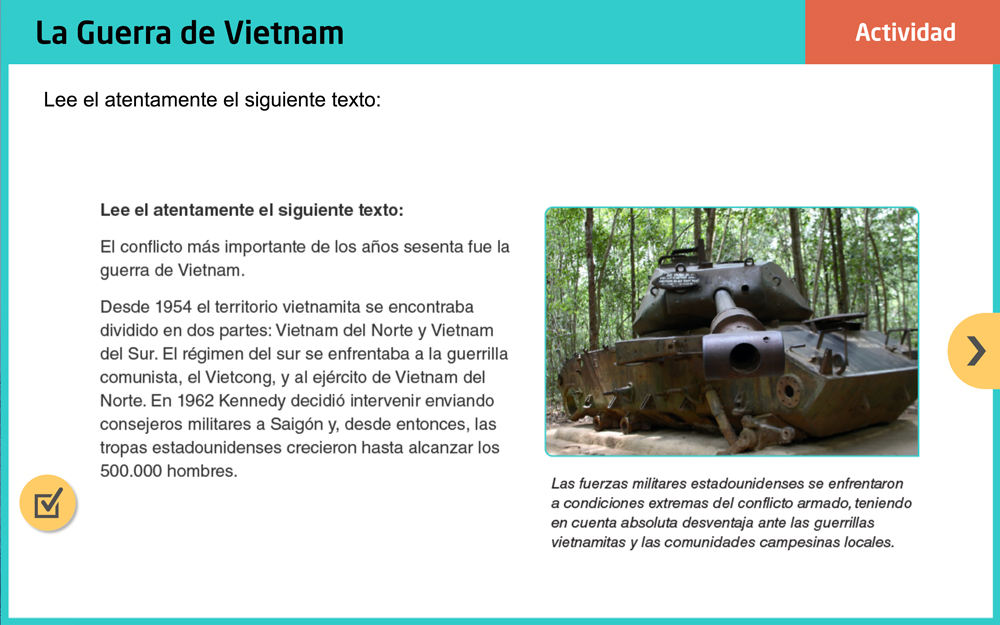 La Guerra de Vietnam
Actividad
Lee el atentamente el siguiente texto:
Lee el atentamente el siguiente texto:
El conflicto más importante de los años sesenta fue la
guerra de Vietnam.
Desde 1954 el territorio vietnamita se encontraba
dividido en dos partes: Vietnam del Norte y Vietnam
del Sur. El régimen del sur se enfrentaba a la guerrilla
comunista, el Vietcong, y al ejército de Vietnam del
Norte. En 1962 Kennedy decidió intervenir enviando
consejeros militares a Saigón y, desde entonces, las
tropas estadounidenses crecieron hasta alcanzar los
500.000 hombres.
Las fuerzas militares estadounidenses se enfrentaron
a condiciones extremas del conflicto armado, teniendo
en cuenta absoluta desventaja ante las guerrillas
vietnamitas y las comunidades campesinas locales.